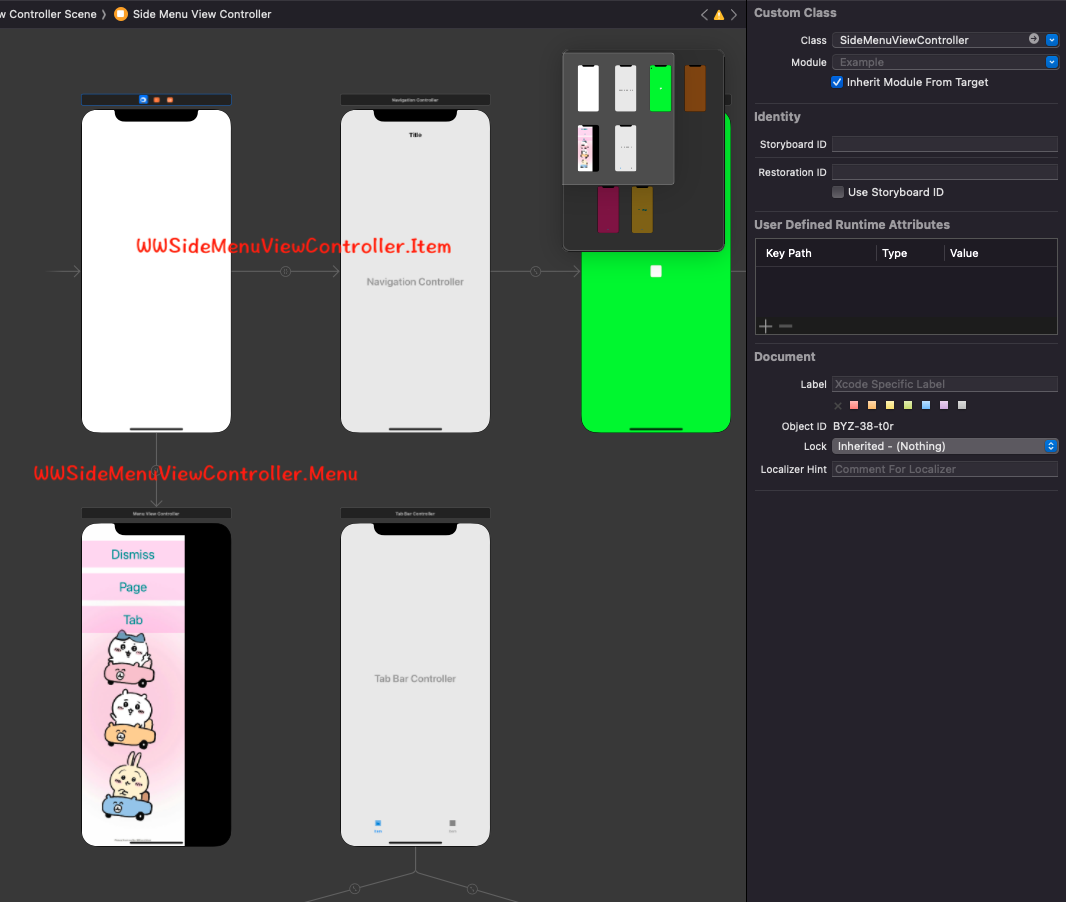 w Controller Scene
Side Menu View Controller
Navigation Controller
Title
WWSideMenuViewController.Item
Navigation Controller
WWSideMenuViewController.Menu
Menu View Controller
Tab Bar Controller
Dismiss
Page
Tab
Tab Bar Controller
Custom Class
Class SideMenuViewController
Module Example
Inherit Module From Target
Identity
Storyboard ID
Restoration ID
Use Storyboard ID
User Defined Runtime Attributes
Key Path Type Value
Document
Label Xcode Specific Label
Object ID BYZ-38-t0r
Lock Inherited - (Nothing)
Localizer Hint Comment For Localizer